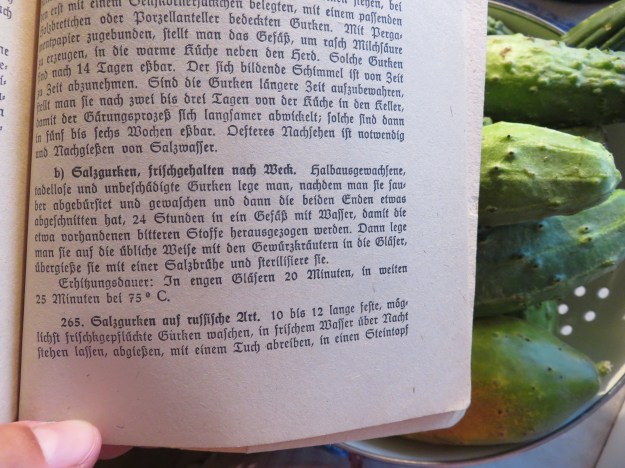 erst mit einem Senfkörnersäckchen belegten, mit einem passenden
Holzbrettchen oder Porzellanteller bedeckten Gurken. Mit Perga-
mentpapier zugebunden, stellt man das Gefäß, um rasch Milchsäure
zu erzeugen, in die warme Küche neben den Herd. Solche Gurken
sind nach 14 Tagen eßbar. Der sich bildende Schimmel ist von Zeit
zu Zeit abzunehmen. Sind die Gurken längere Zeit aufzubewahren,
stellt man sie nach zwei bis drei Tagen von der Küche in den Keller,
damit der Gärungsprozeß sich langsamer abwickelt; solche sind dann
in fünf bis sechs Wochen eßbar. Oefteres Nachsehen ist notwendig
und Nachgießen von Salzwasser.
b) Salzgurken, frischgehalten nach Weck. Halbausgewachsene,
tadellose und unbeschädigte Gurken lege man, nachdem man sie sau-
ber abgebürstet und gewaschen und dann die beiden Enden etwas
abgeschnitten hat, 24 Stunden in ein Gefäß mit Wasser, damit die
etwa vorhandenen bitteren Stoffe herausgezogen werden. Dann lege
man sie auf die übliche Weise mit den Gewürzkräutern in die Gläser,
übergieße sie mit einer Salzbrühe und sterilisiere sie.
Erhitzungsdauer: In engen Gläsern 20 Minuten, in weiten
25 Minuten bei 75° C.
265. Salzgurken auf russische Art. 10 bis 12 lange feste, mög-
lichst frischgepflückte Gurken waschen, in frischem Wasser über Nacht
stehen lassen, abgießen, mit einem Tuch abreiben, in einen Steintopf